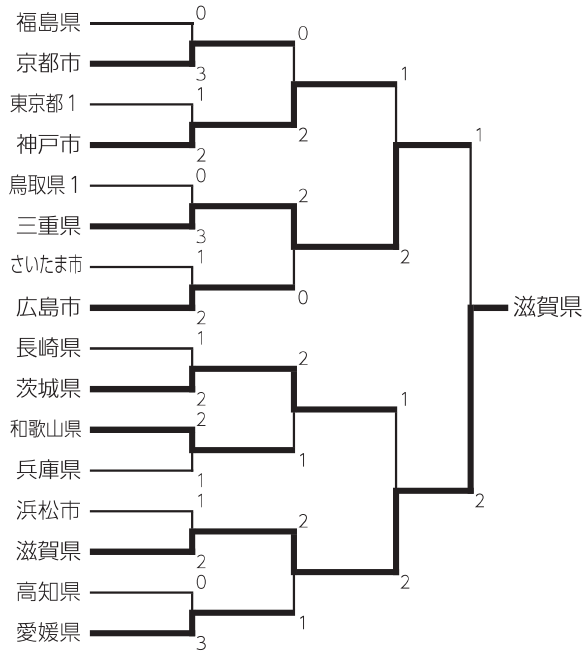 福島県
0
0
京都市
3
1
東京都1
1
神戸市
2
2
1
鳥取県1
0
2
三重県
3
さいたま市
1
2
広島市
2
0
滋賀県
長崎県
1
2
茨城県
2
1
和歌山県
2
兵庫県
1
1
浜松市
1
2
2
滋賀県
2
高知県
0
2
愛媛県
3
1